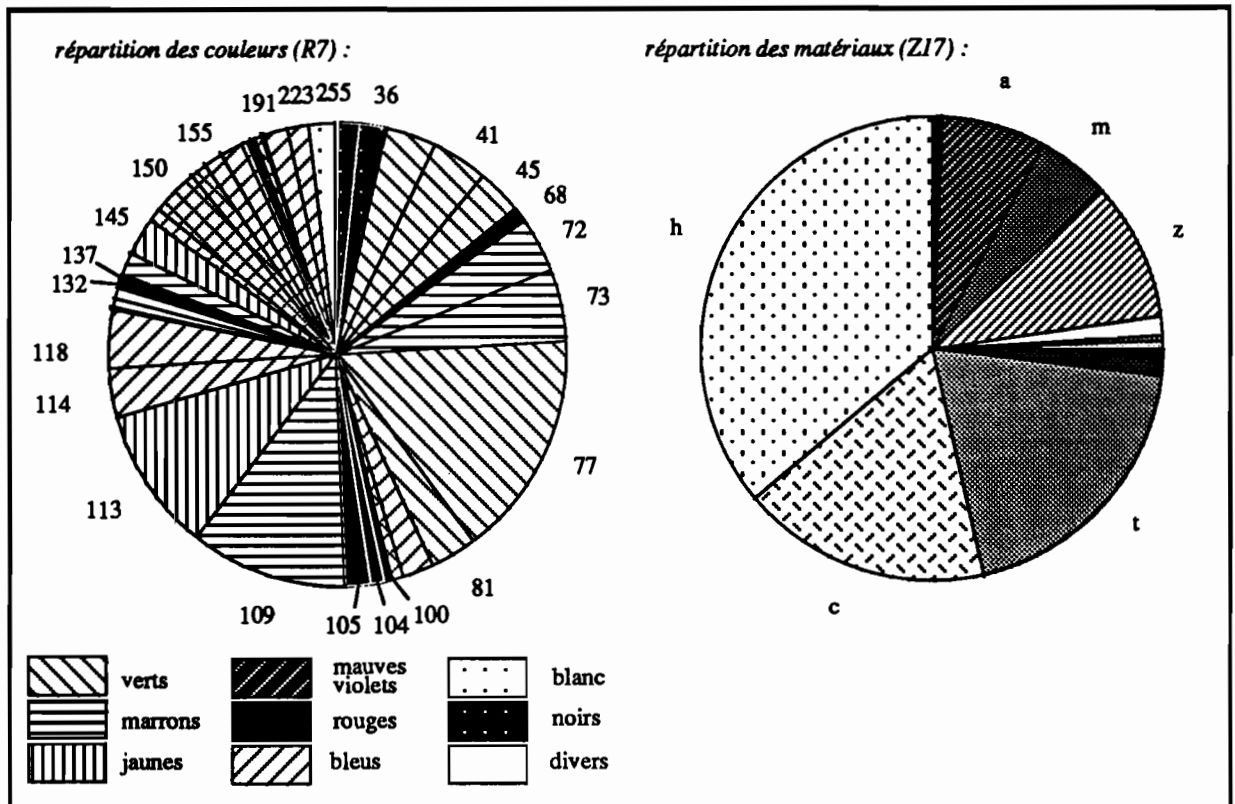 répartition des couleurs (R7) :
répartition des matériaux (Z17) :
36
41
45
68
72
73
77
81
100
104
105
109
113
114
118
132
137
145
150
155
191
223
255
a
m
z
t
c
h
verts
marrons
jaunes
mauves
violets
rouges
bleus
blanc
noirs
divers